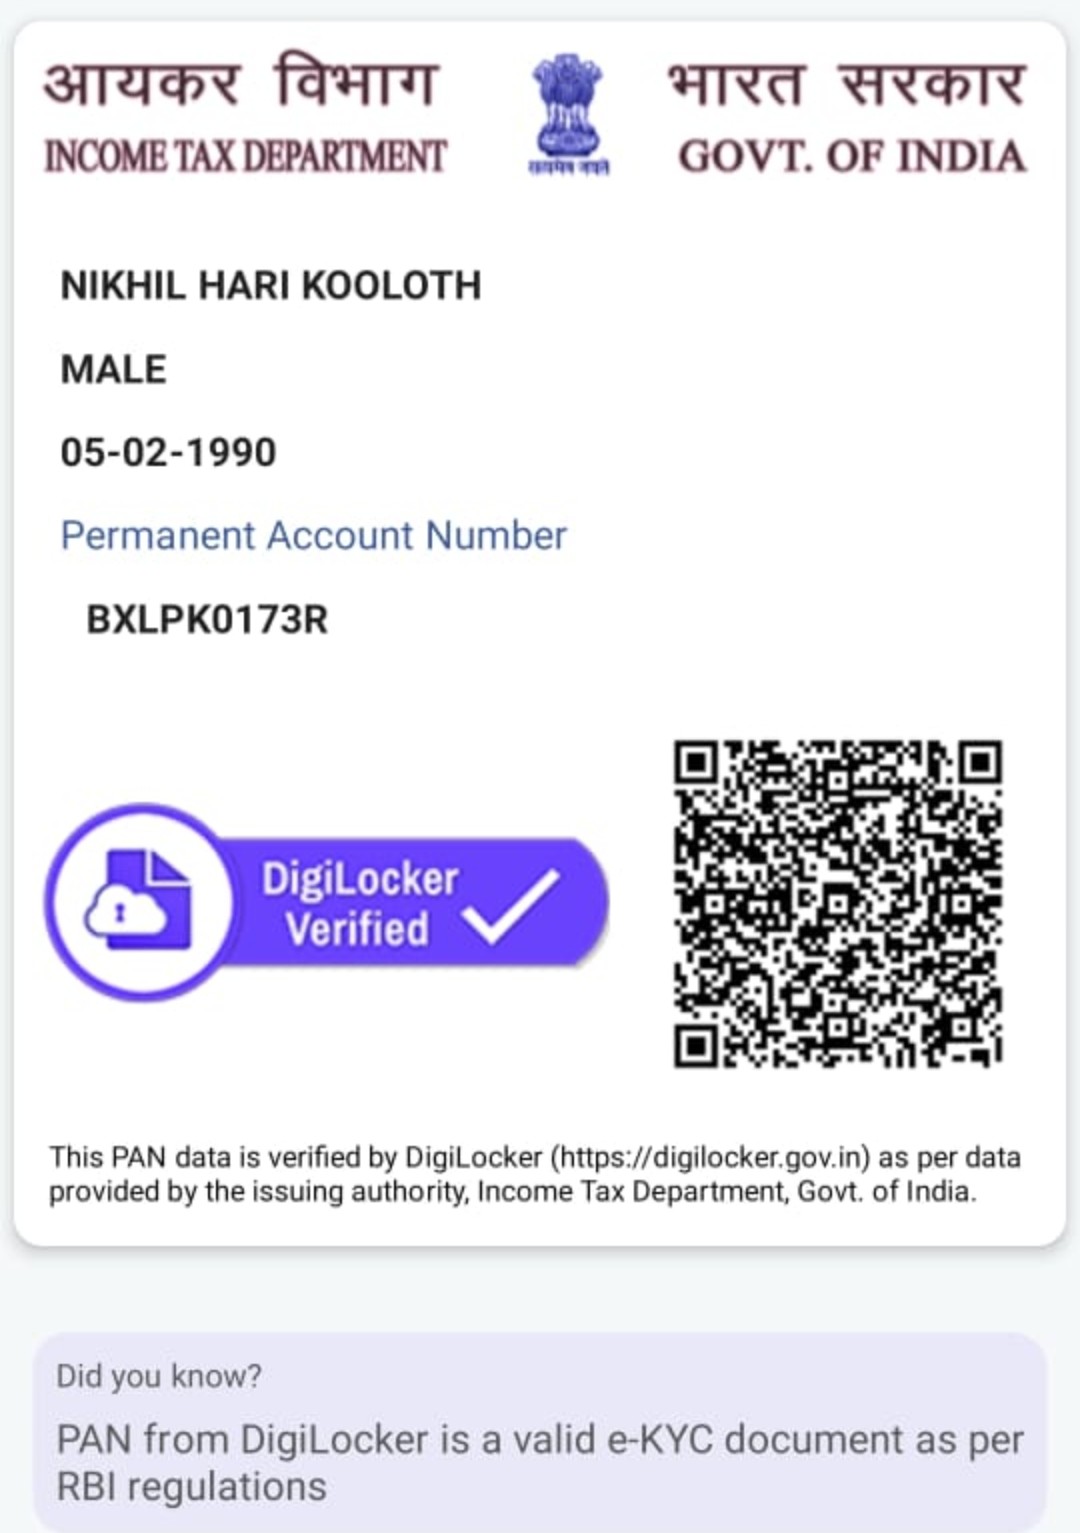 आयकर विभाग
INCOME TAX DEPARTMENT
सत्यमेव जयते
भारत सरकार
GOVT. OF INDIA
NIKHIL HARI KOOLOTH
MALE
05-02-1990
Permanent Account Number
BXLPK0173R
DigiLocker
Verified
This PAN data is verified by DigiLocker (https://digilocker.gov.in) as per data
provided by the issuing authority, Income Tax Department, Govt. of India.
Did you know?
PAN from DigiLocker is a valid e-KYC document as per
RBI regulations